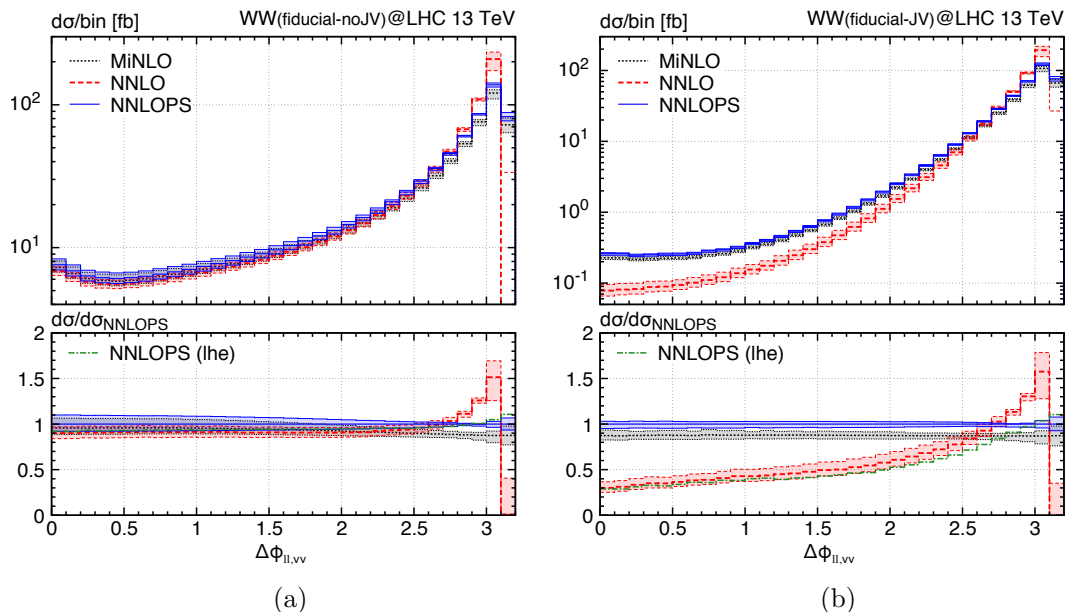 dσ/bin [fb] WW(fiducial-noJV)@LHC 13 TeV
MiNLO
NNLO
NNLOPS
10²
10¹
dσ/dσNNLOPS
NNLOPS (lhe)
2
1.5
1
0.5
0
0 0.5 1 1.5 2 2.5 3
Δϕll,νν
(a)
dσ/bin [fb] WW(fiducial-JV)@LHC 13 TeV
MiNLO
NNLO
NNLOPS
10²
10¹
10⁰
10⁻¹
dσ/dσNNLOPS
NNLOPS (lhe)
2
1.5
1
0.5
0
0 0.5 1 1.5 2 2.5 3
Δϕll,νν
(b)